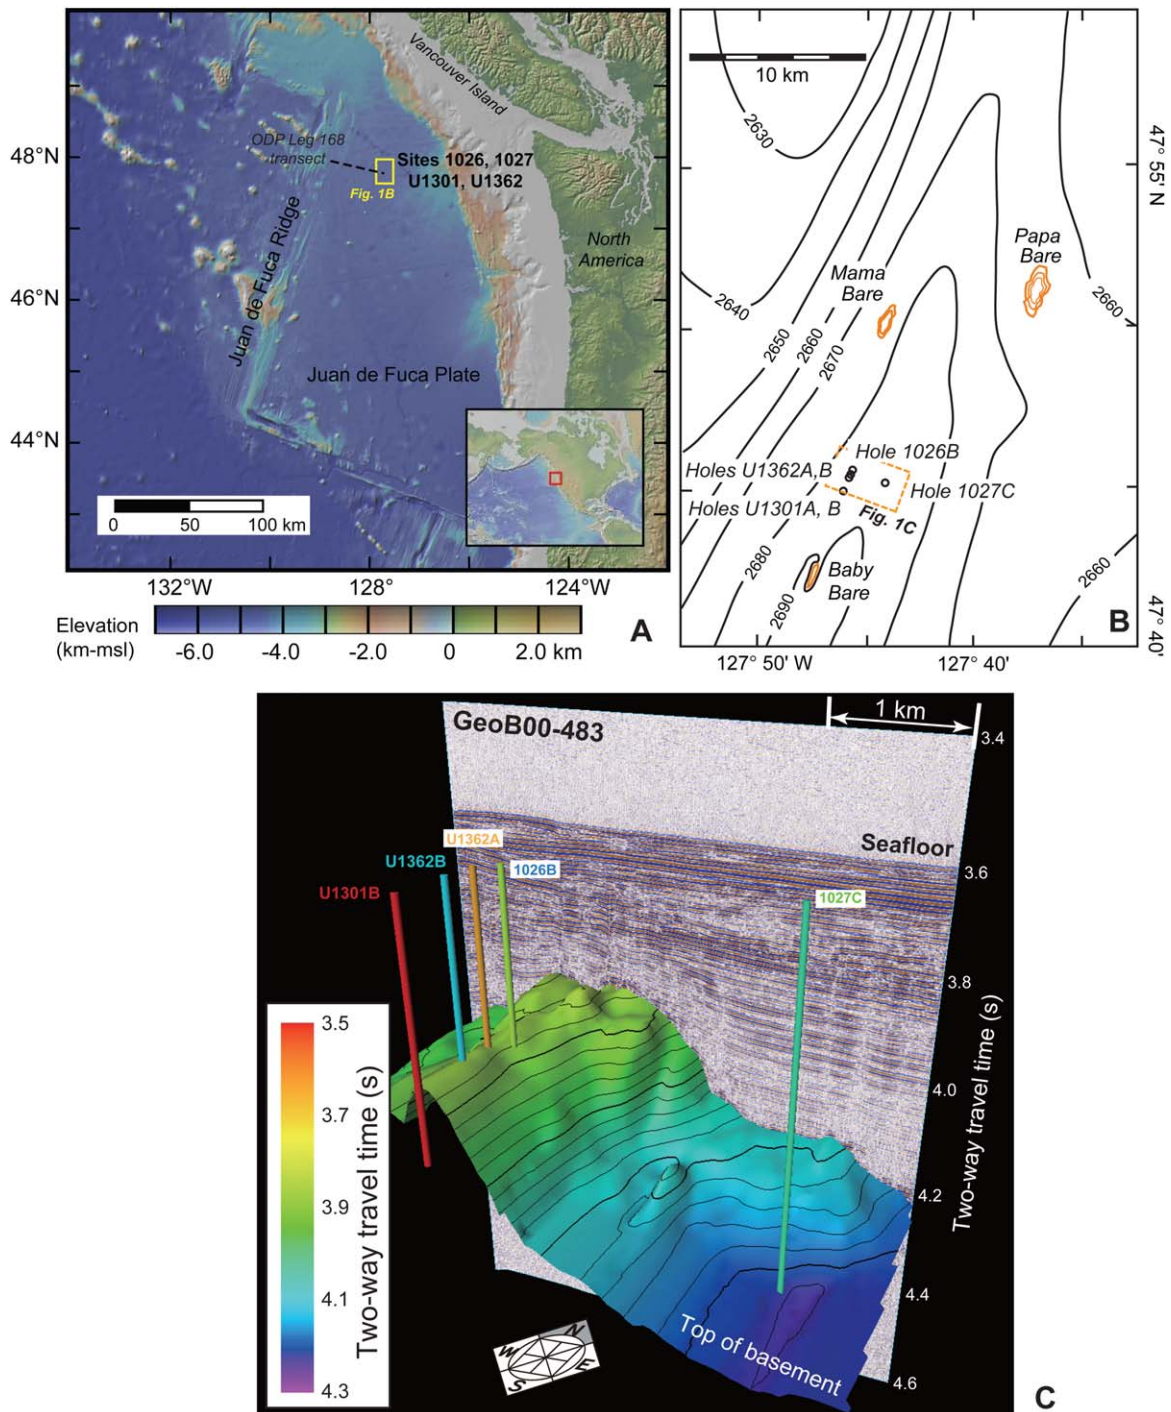 48°N
46°N
44°N
Vancouver Island
ODP Leg 168
transect
Sites 1026, 1027
U1301, U1362
Fig. 1B
Juan de Fuca Ridge
North
America
Juan de Fuca Plate
0 50 100 km
132°W 128°W 124°W
Elevation
(km-msl)
-6.0 -4.0 -2.0 0 2.0 km
A
10 km
2630
2640
2650
2660
2670
2680
2690
2660
2660
47° 55' N
Papa
Bare
Mama
Bare
Hole 1026B
Holes U1362A,B
Hole 1027C
Holes U1301A, B
Fig. 1C
Baby
Bare
B
47° 40'
127° 50' W 127° 40'
GeoB00-483
1 km
3.4
Seafloor
3.6
U1362A
U1362B
1026B
U1301B
1027C
3.8
4.0
4.2
4.4
4.6
Two-way travel time (s)
3.5
3.7
3.9
4.1
4.3
Two-way travel time (s)
Top of basement
N
W
E
S
C